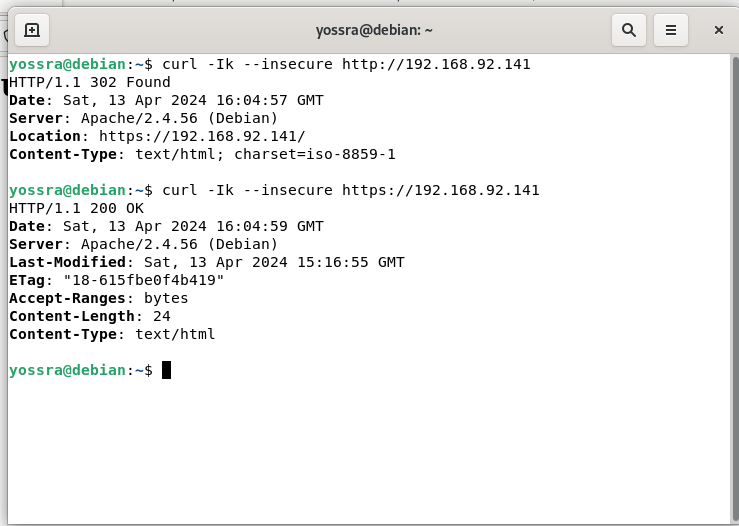 yossra@debian: ~
yossra@debian:~$ curl -Ik --insecure http://192.168.92.141
HTTP/1.1 302 Found
Date: Sat, 13 Apr 2024 16:04:57 GMT
Server: Apache/2.4.56 (Debian)
Location: https://192.168.92.141/
Content-Type: text/html; charset=iso-8859-1
yossra@debian:~$ curl -Ik --insecure https://192.168.92.141
HTTP/1.1 200 OK
Date: Sat, 13 Apr 2024 16:04:59 GMT
Server: Apache/2.4.56 (Debian)
Last-Modified: Sat, 13 Apr 2024 15:16:55 GMT
ETag: "18-615fbe0f4b419"
Accept-Ranges: bytes
Content-Length: 24
Content-Type: text/html
yossra@debian:~$